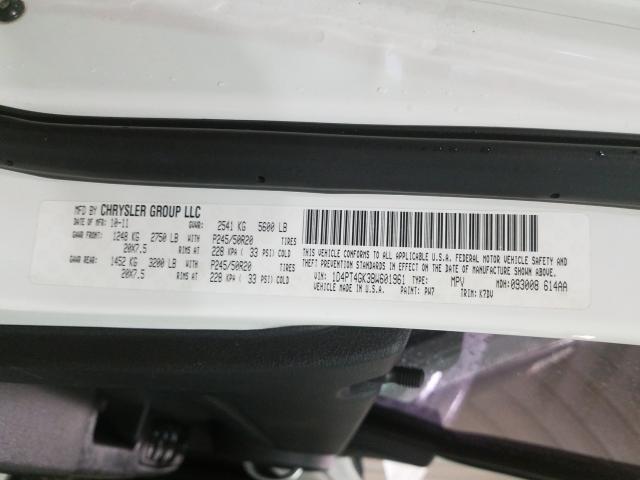 MFD BY CHRYSLER GROUP LLC
DATE OF MFR: 10-11 GVWR: 2541 KG 5600 LB
GAWR FRONT: 1248 KG 2750 LB WITH P245/50R20 TIRES
20X7.5 RIMS AT 228 KPA ( 33 PSI) COLD
GAWR REAR: 1452 KG 3200 LB WITH P245/50R20 TIRES
20X7.5 RIMS AT 228 KPA ( 33 PSI) COLD
THIS VEHICLE CONFORMS TO ALL APPLICABLE U.S.A. FEDERAL MOTOR VEHICLE SAFETY AND
THEFT PREVENTION STANDARDS IN EFFECT ON THE DATE OF MANUFACTURE SHOWN ABOVE.
VIN: 1D4PT4GK3BW601961 TYPE: MPV MDH: 093008 614AA
VEHICLE MADE IN U.S.A. PAINT: PW7 TRIM: K7DV